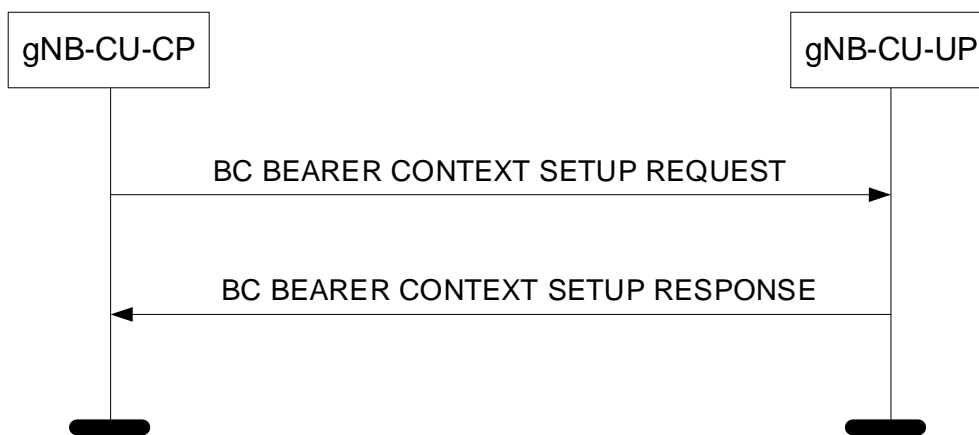 gNB-CU-CP
gNB-CU-UP
BC BEARER CONTEXT SETUP REQUEST
BC BEARER CONTEXT SETUP RESPONSE